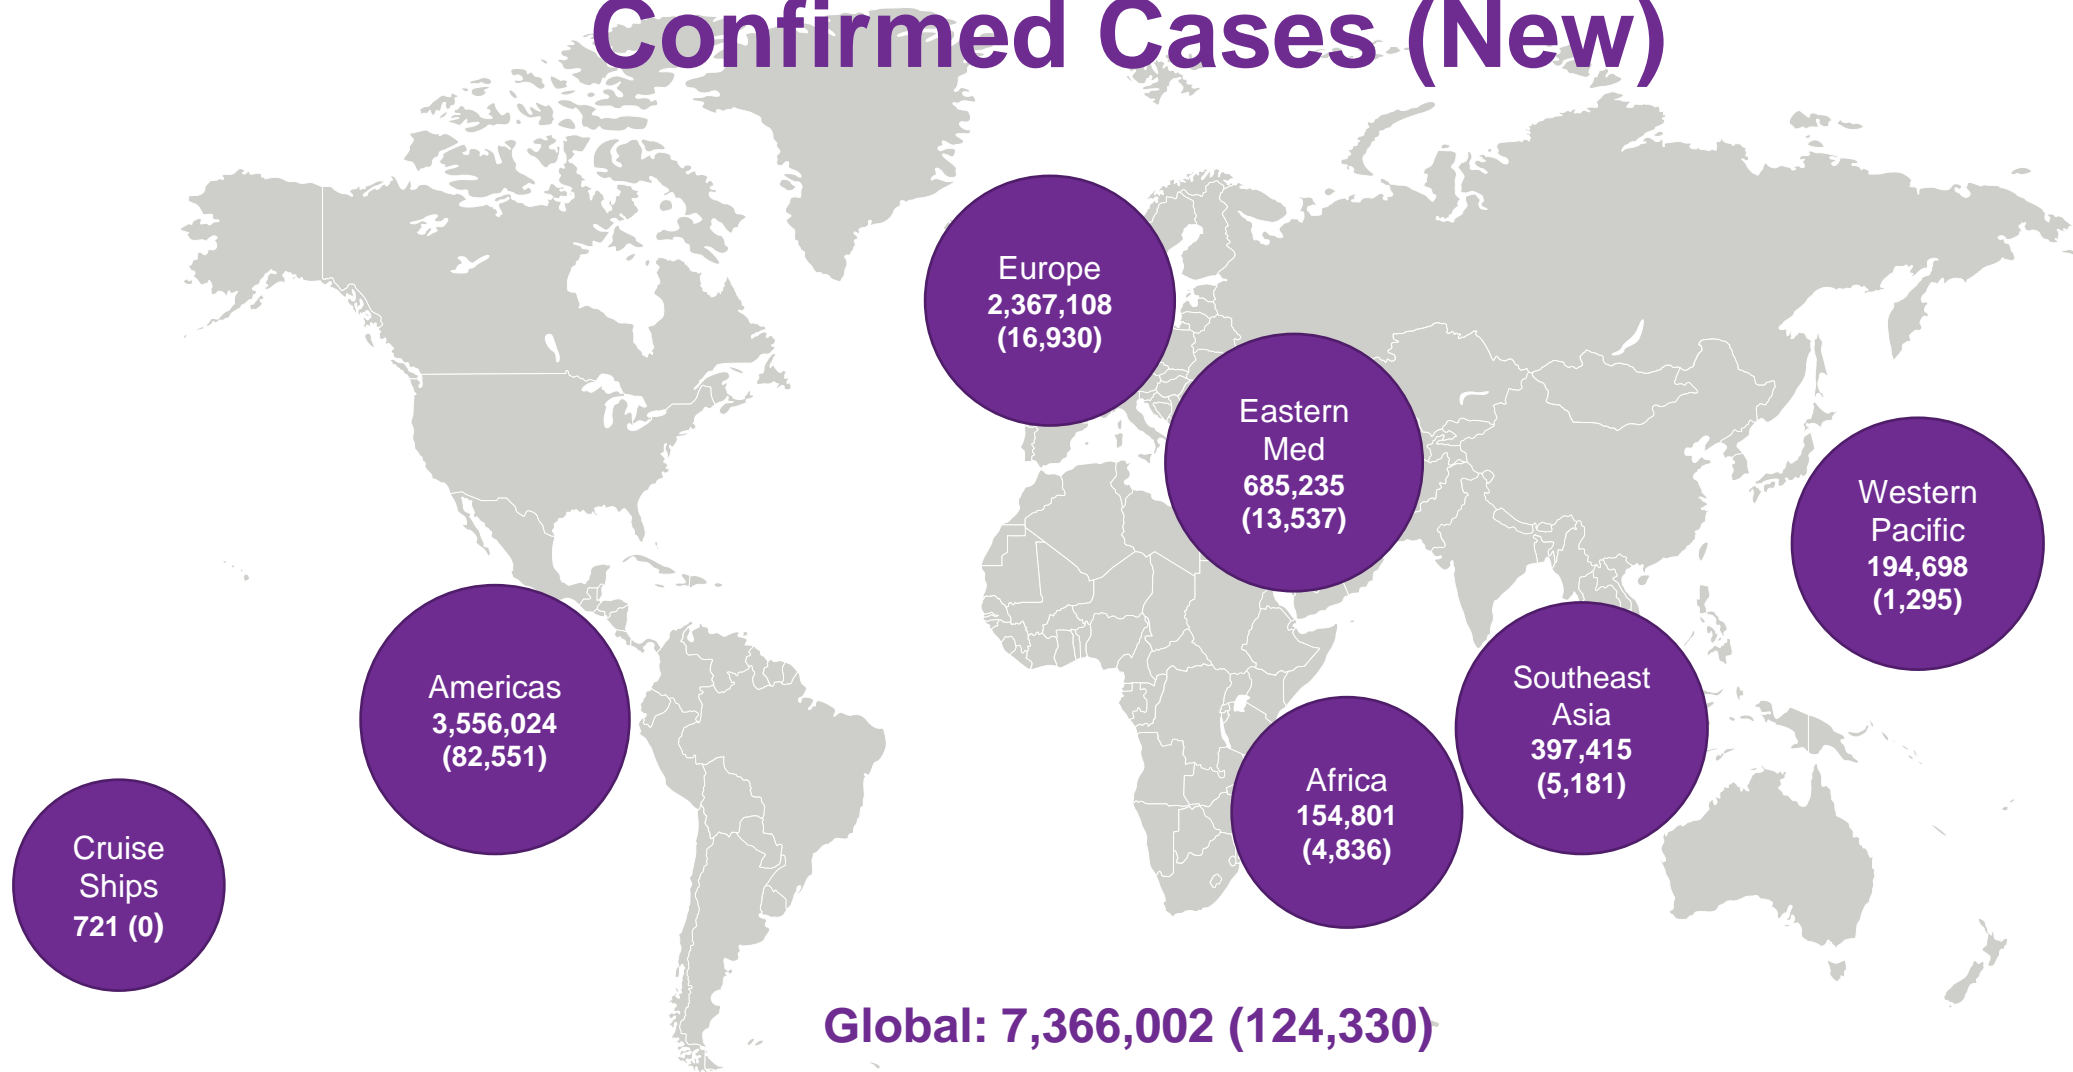 Confirmed Cases (New)
Europe
2,367,108
(16,930)
Eastern
Med
685,235
(13,537)
Western
Pacific
194,698
(1,295)
Americas
3,556,024
(82,551)
Southeast
Asia
397,415
(5,181)
Africa
154,801
(4,836)
Cruise
Ships
721 (0)
Global: 7,366,002 (124,330)